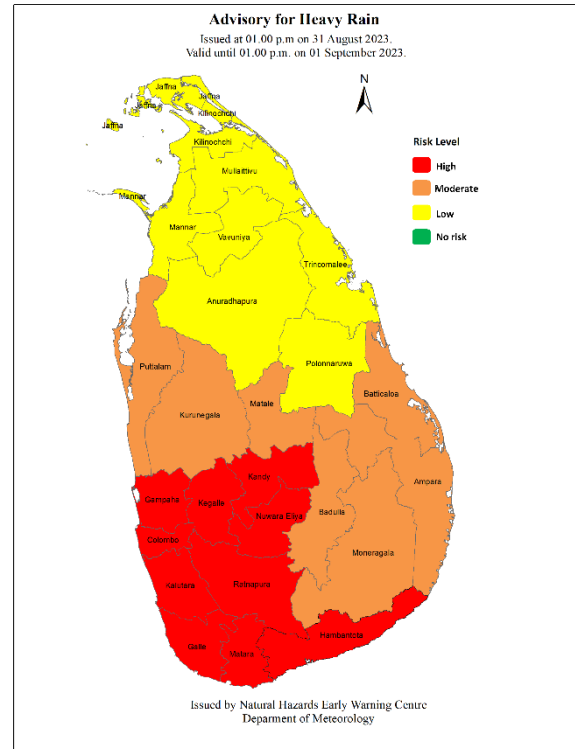 Advisory for Heavy Rain
Issued at 01.00 p.m on 31 August 2023.
Valid until 01.00 p.m. on 01 September 2023.
N
Jaffna
Jaffna
Jaffna
Jaffna
Kilinochchi
Kilinochchi
Mullaittivu
Mannar
Mannar
Vavuniya
Trincomalee
Anuradhapura
Polonnaruwa
Puttalam
Kurunegala
Matale
Batticaloa
Kandy
Gampaha
Kegalle
Nuwara Eliya
Badulla
Ampara
Colombo
Moneragala
Kalutara
Ratnapura
Hambantota
Galle
Matara
Risk Level
High
Moderate
Low
No risk
Issued by Natural Hazards Early Warning Centre
Deparment of Meteorology